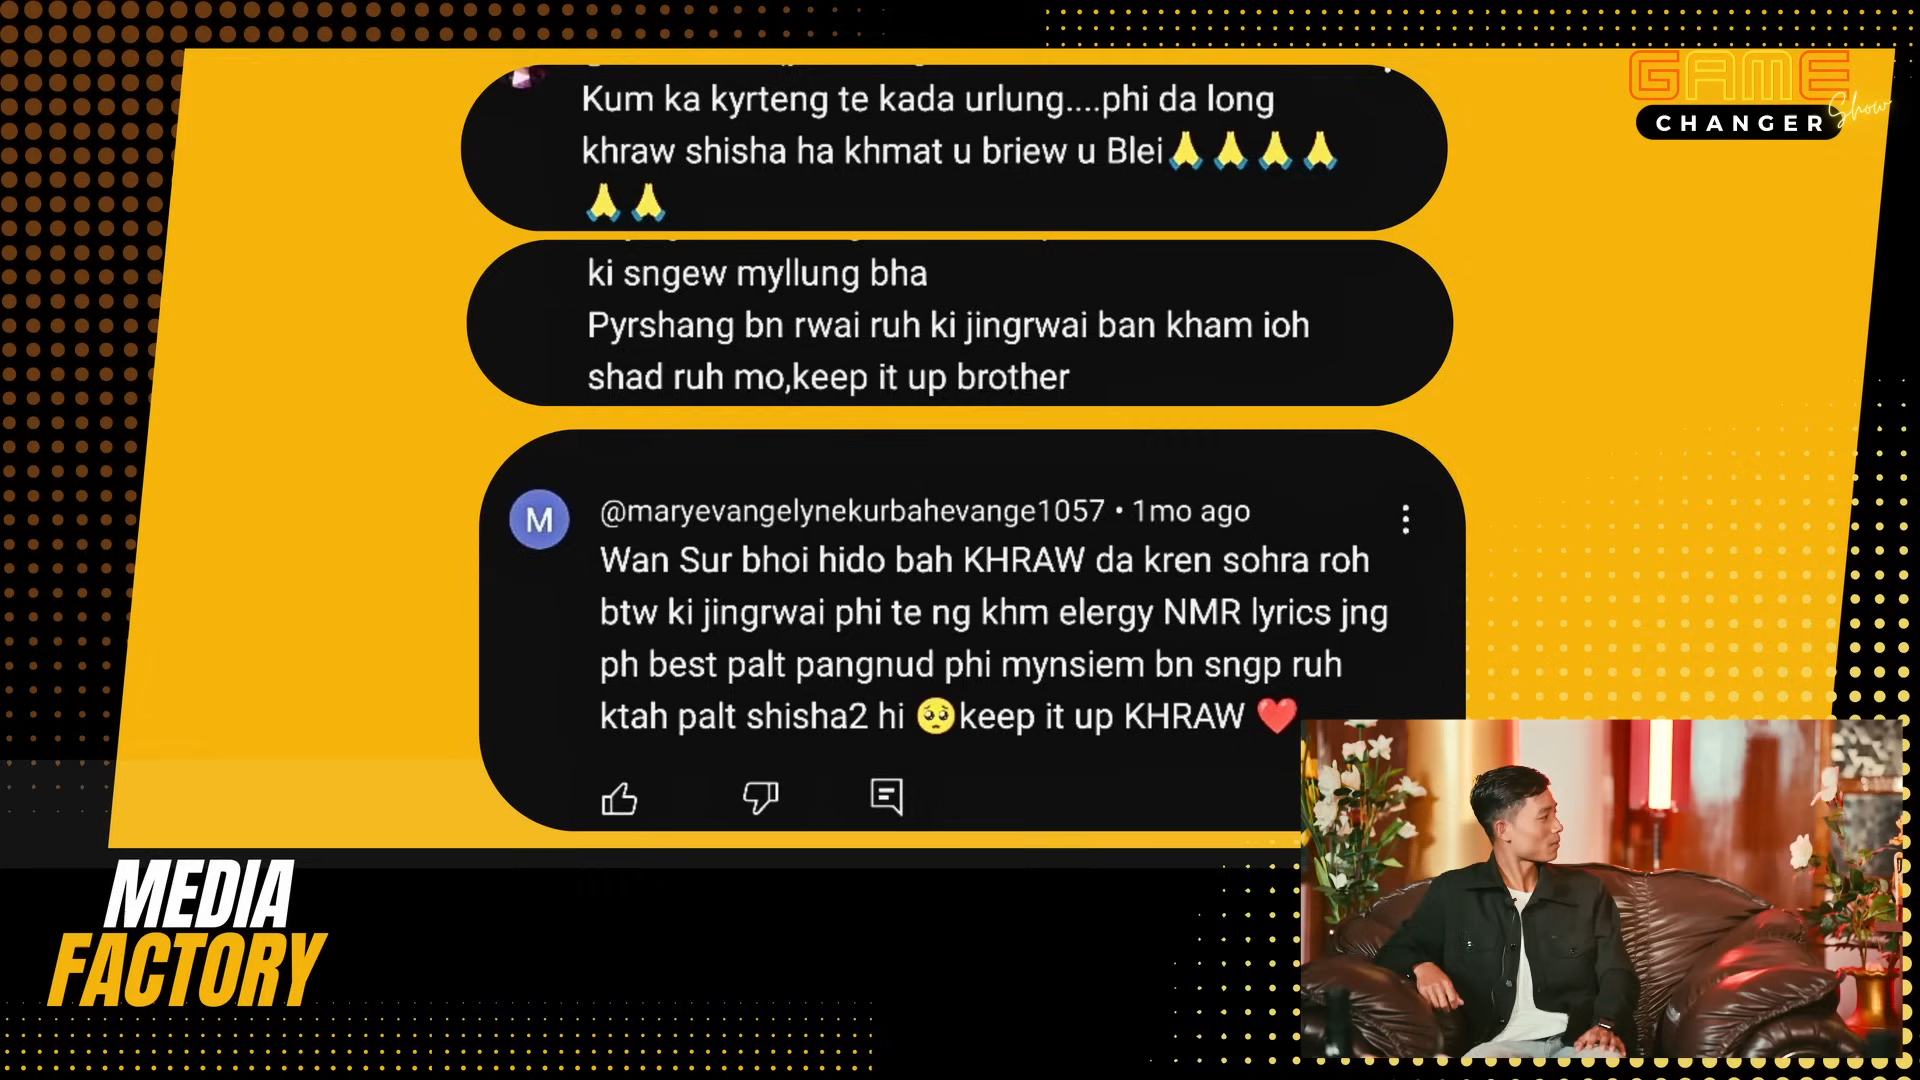 GAME
CHANGER
Show
Kum ka kyrteng te kada urlung....phi da long
khraw shisha ha khmat u briew u Blei🙏🙏🙏🙏
🙏🙏
ki sngew myllung bha
Pyrshang bn rwai ruh ki jingrwai ban kham ioh
shad ruh mo,keep it up brother
M
@maryevangelynekurbahevange1057 • 1mo ago
Wan Sur bhoi hido bah KHRAW da kren sohra roh
btw ki jingrwai phi te ng khm elergy NMR lyrics jng
ph best palt pangnud phi mynsiem bn sngp ruh
ktah palt shisha2 hi 🥺keep it up KHRAW ❤️
MEDIA
FACTORY